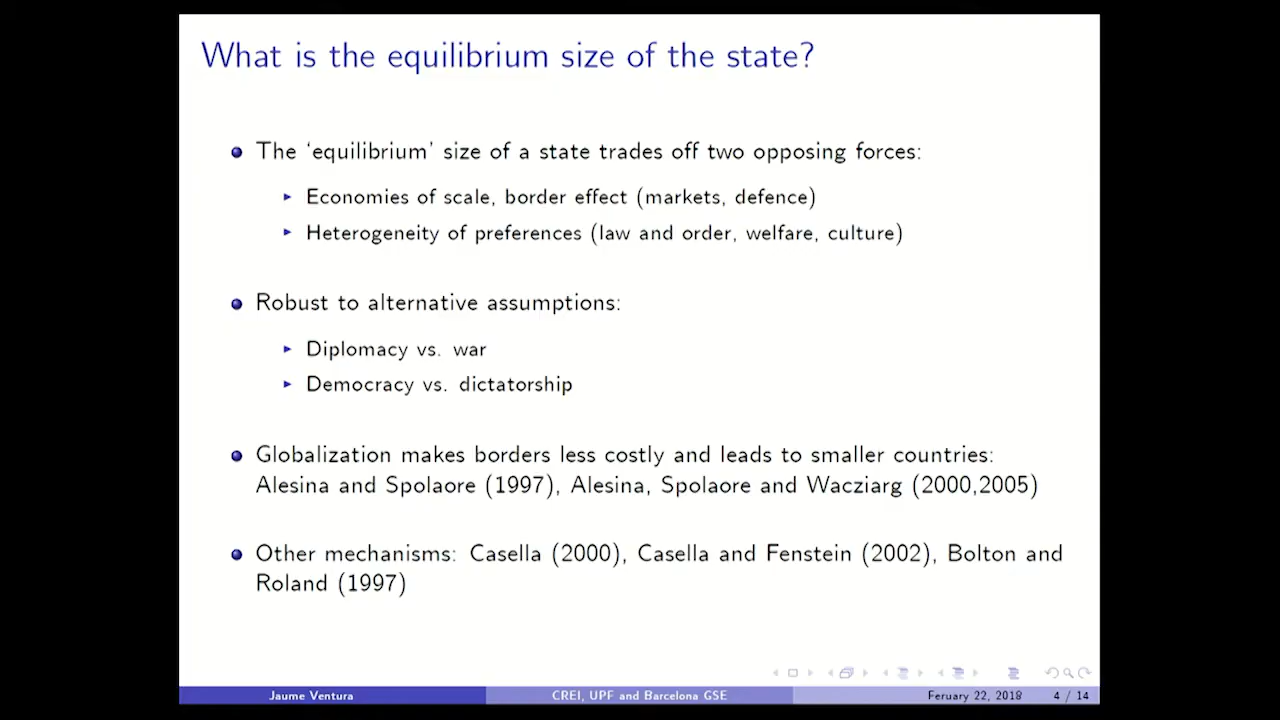 What is the equilibrium size of the state?
The ‘equilibrium’ size of a state trades off two opposing forces:
Economies of scale, border effect (markets, defence)
Heterogeneity of preferences (law and order, welfare, culture)
Robust to alternative assumptions:
Diplomacy vs. war
Democracy vs. dictatorship
Globalization makes borders less costly and leads to smaller countries:
Alesina and Spolaore (1997), Alesina, Spolaore and Wacziarg (2000,2005)
Other mechanisms: Casella (2000), Casella and Fenstein (2002), Bolton and
Roland (1997)
Jaume Ventura CREI, UPF and Barcelona GSE Feruary 22, 2018 4 / 14